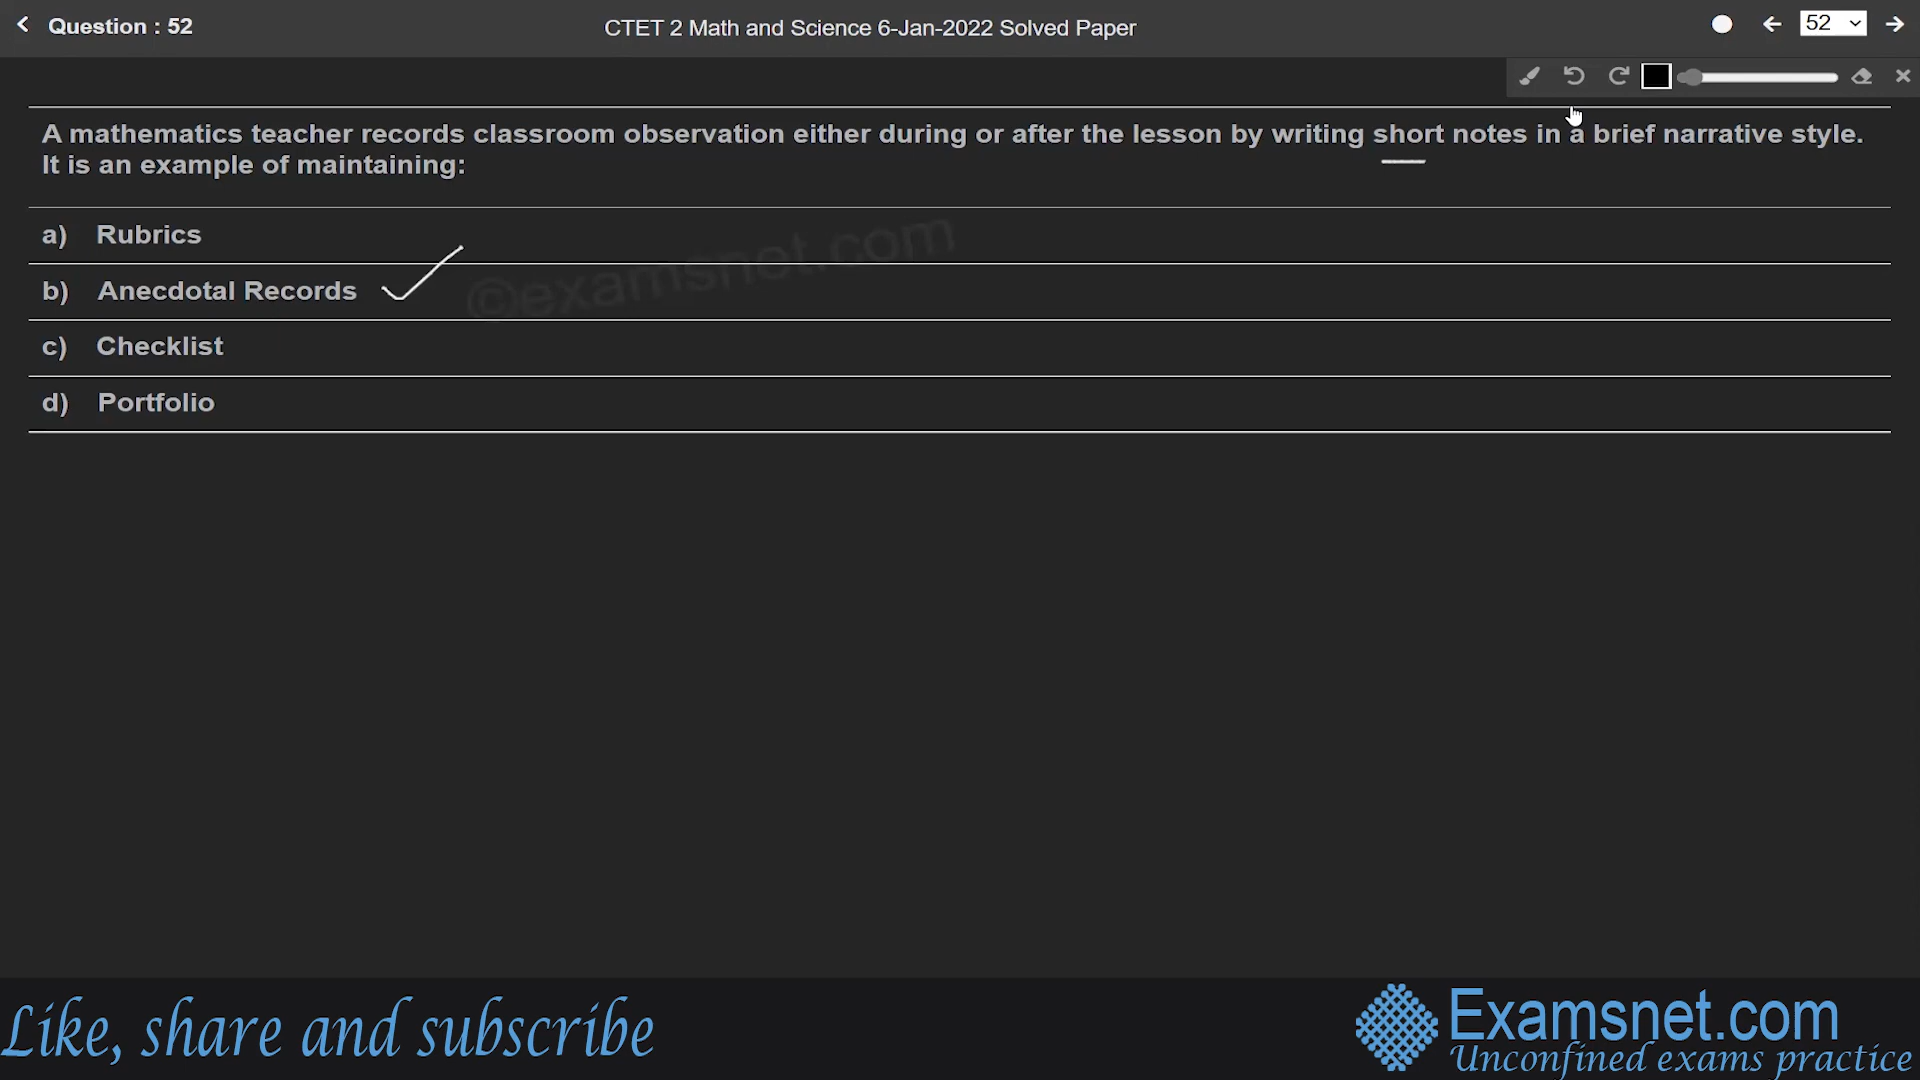 Question : 52
CTET 2 Math and Science 6-Jan-2022 Solved Paper
52
A mathematics teacher records classroom observation either during or after the lesson by writing short notes in a brief narrative style.
It is an example of maintaining:
a) Rubrics
b) Anecdotal Records
c) Checklist
d) Portfolio
©examsnet.com
Like, share and subscribe
Examsnet.com
Unconfined exams practice